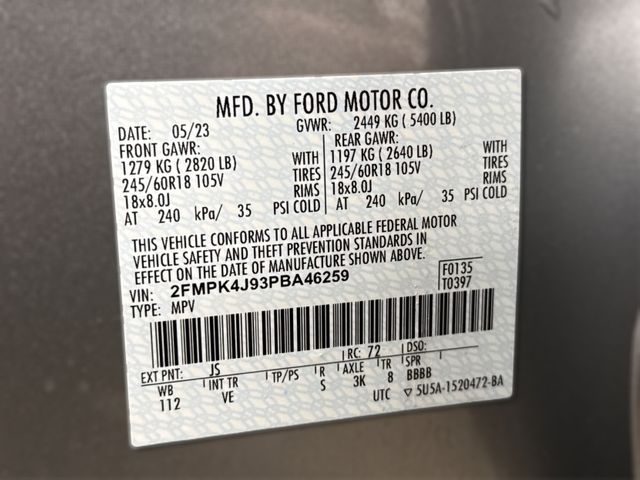 MFD. BY FORD MOTOR CO.
DATE: 05/23 GVWR: 2449 KG ( 5400 LB)
FRONT GAWR: REAR GAWR:
1279 KG ( 2820 LB) WITH 1197 KG ( 2640 LB) WITH
245/60R18 105V TIRES 245/60R18 105V TIRES
18x8.0J RIMS 18x8.0J RIMS
AT 240 kPa/ 35 PSI COLD AT 240 kPa/ 35 PSI COLD
THIS VEHICLE CONFORMS TO ALL APPLICABLE FEDERAL MOTOR
VEHICLE SAFETY AND THEFT PREVENTION STANDARDS IN
EFFECT ON THE DATE OF MANUFACTURE SHOWN ABOVE.
VIN: 2FMPK4J93PBA46259 F0135
TYPE: MPV T0397
EXT PNT: JS RC: 72 DSO:
WB INT TR TP/PS R AXLE TR SPR
112 VE S 3K 8 BBBB
UTC ▽ 5U5A-1520472-BA